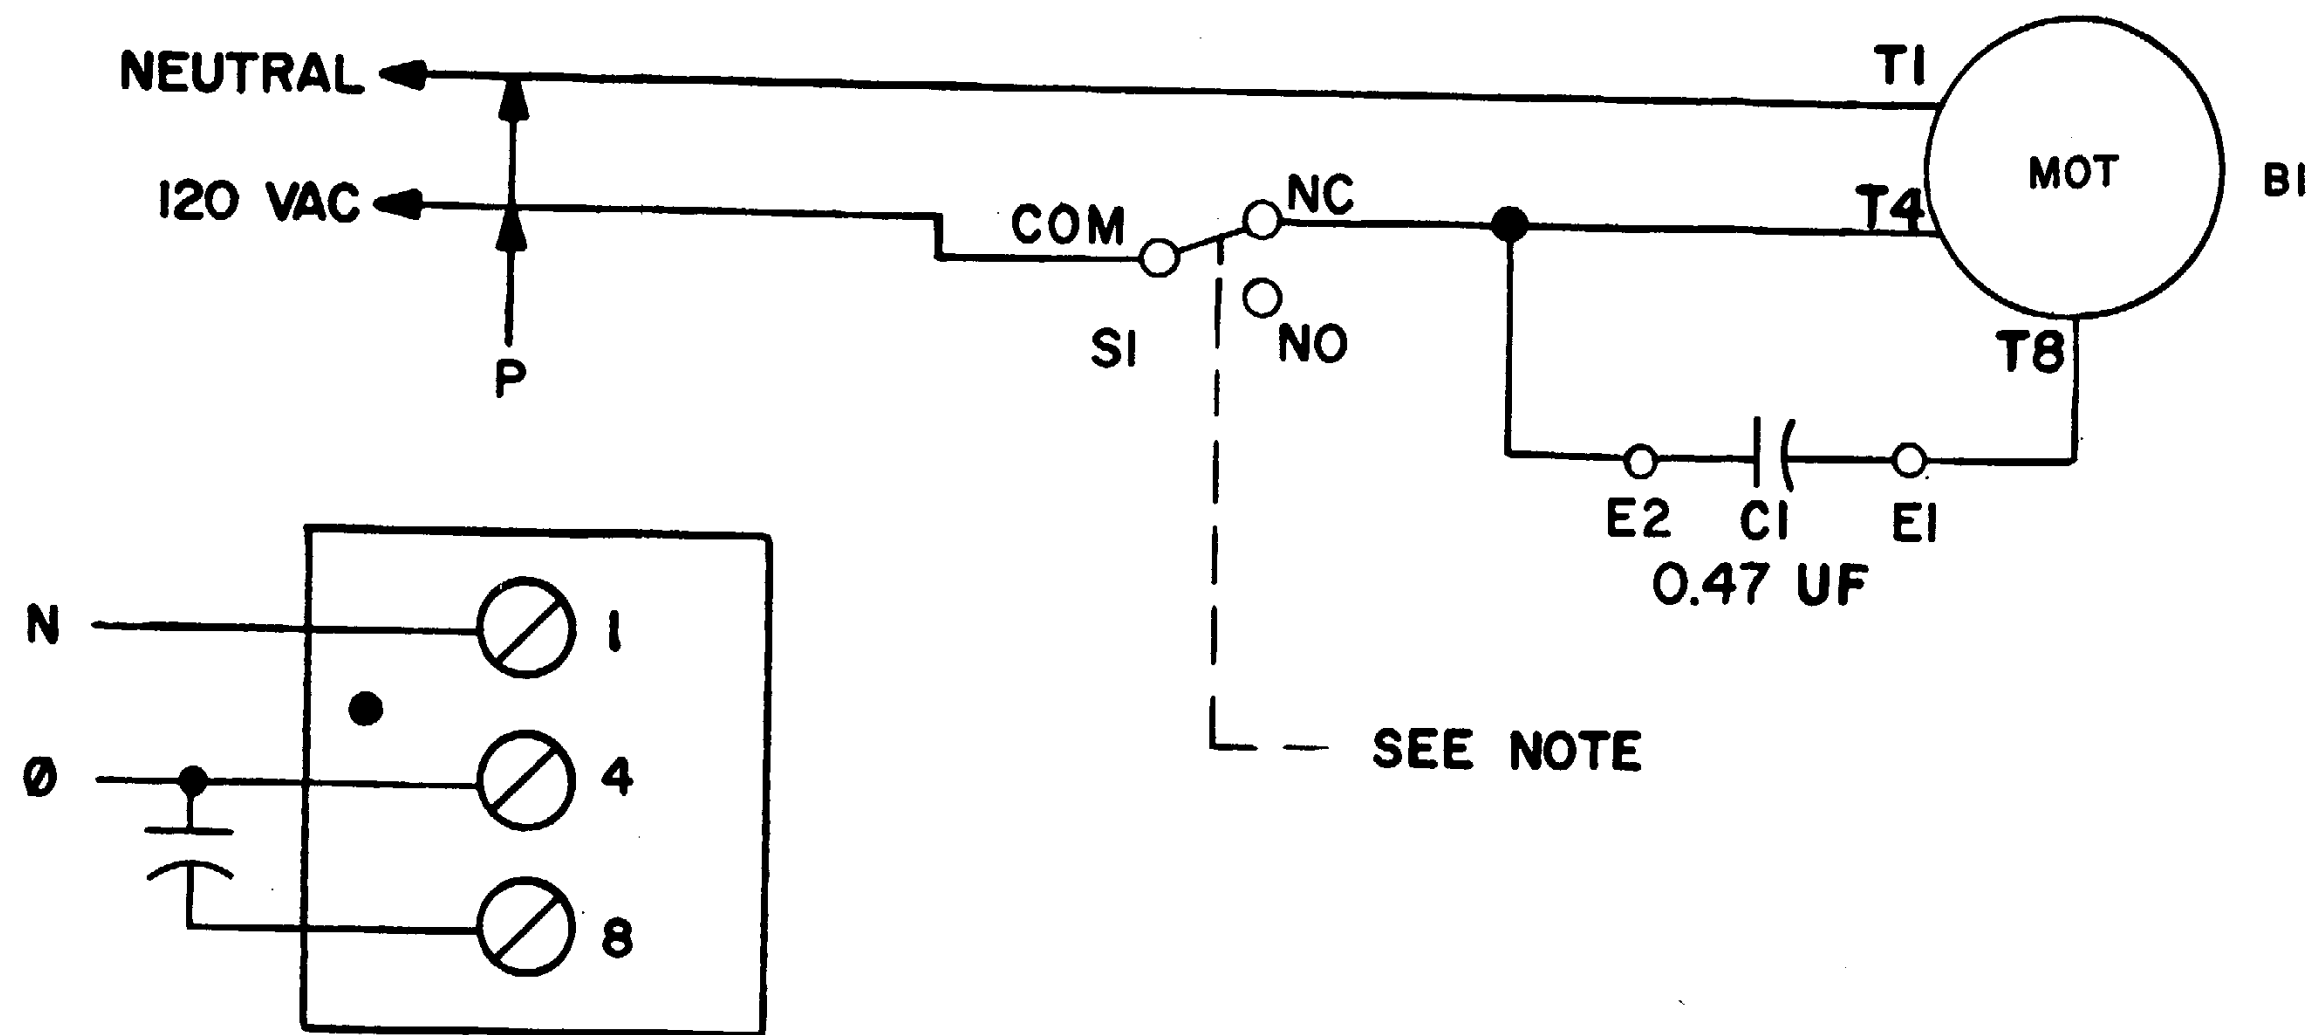 NEUTRAL
T1
MOT
B1
120 VAC
COM
NC
T4
S1
NO
T8
P
E2
C1
E1
0.47 UF
N
1
SEE NOTE
Ø
4
8